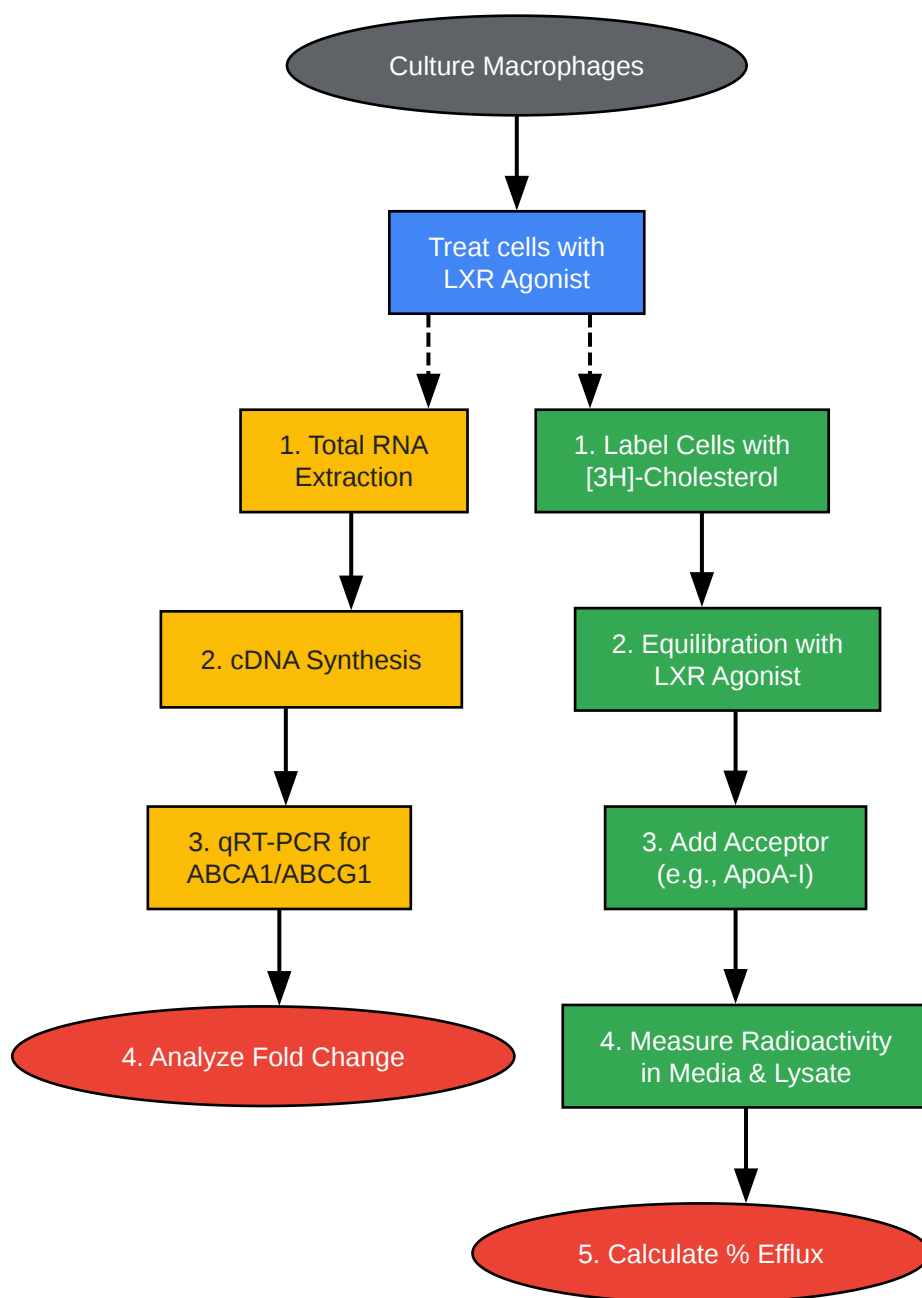 Culture Macrophages
Treat cells with
LXR Agonist
1. Total RNA
Extraction
2. cDNA Synthesis
3. qRT-PCR for
ABCA1/ABCG1
4. Analyze Fold Change
1. Label Cells with
[3H]-Cholesterol
2. Equilibration with
LXR Agonist
3. Add Acceptor
(e.g., ApoA-I)
4. Measure Radioactivity
in Media & Lysate
5. Calculate % Efflux